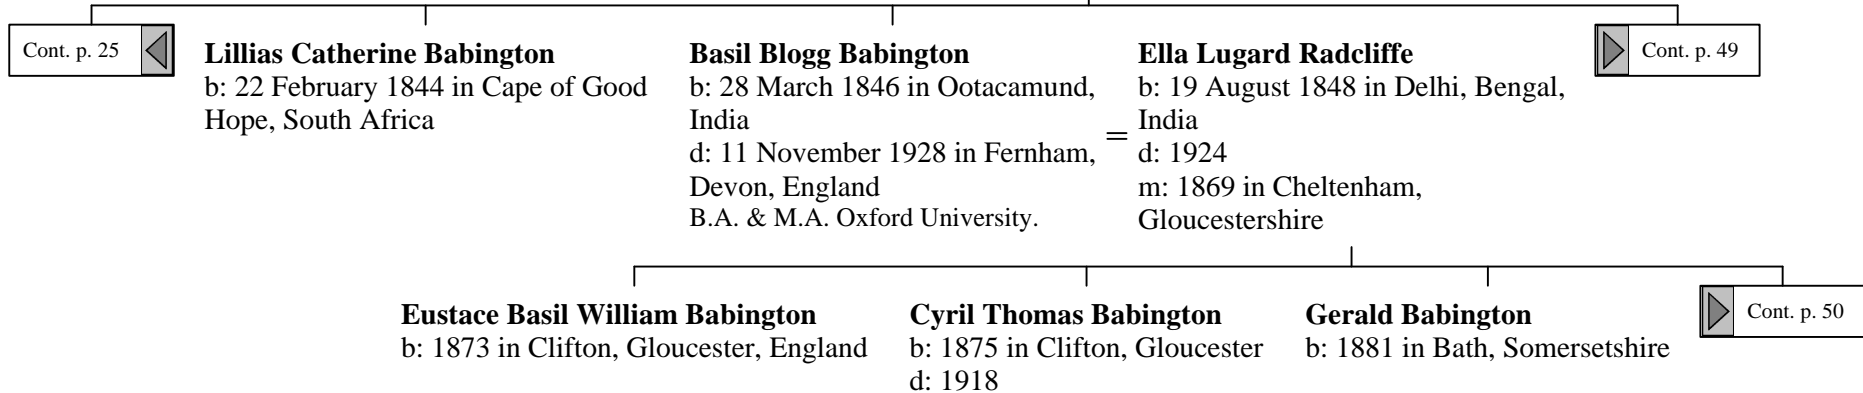 Cont. p. 25
Lillias Catherine Babington
b: 22 February 1844 in Cape of Good
Hope, South Africa
Basil Blogg Babington
b: 28 March 1846 in Ootacamund,
India
d: 11 November 1928 in Fernham,
Devon, England
B.A. & M.A. Oxford University.
=
Ella Lugard Radcliffe
b: 19 August 1848 in Delhi, Bengal,
India
d: 1924
m: 1869 in Cheltenham,
Gloucestershire
Cont. p. 49
Eustace Basil William Babington
b: 1873 in Clifton, Gloucester, England
Cyril Thomas Babington
b: 1875 in Clifton, Gloucester
d: 1918
Gerald Babington
b: 1881 in Bath, Somersetshire
Cont. p. 50